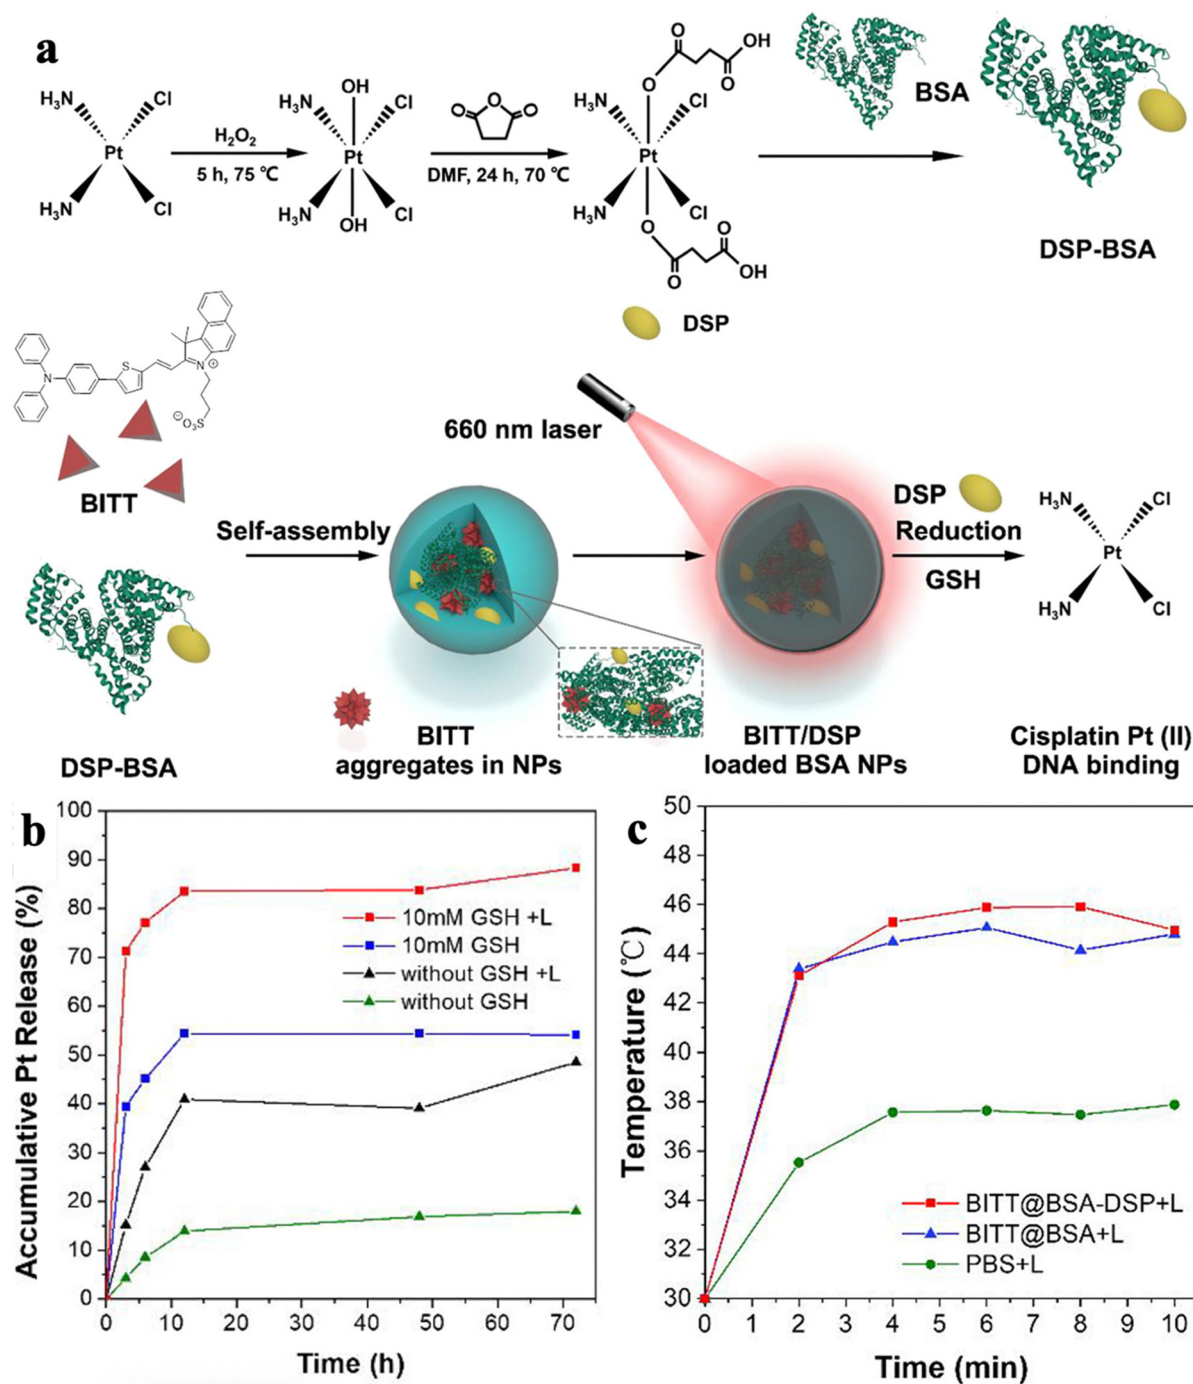 a
H₃N
Cl
Pt
H₃N
Cl
H₂O₂
5 h, 75 ℃
OH
H₃N
Cl
Pt
H₃N
Cl
OH
O
O
O
DMF, 24 h, 70 ℃
O
OH
O
O
H₃N
Cl
Pt
H₃N
Cl
O
O
O
OH
DSP
BSA
DSP-BSA
N
S
N
⊕
⊖
O₃S
BITT
DSP-BSA
Self-assembly
BITT
aggregates in NPs
660 nm laser
BITT/DSP
loaded BSA NPs
DSP
Reduction
GSH
H₃N
Cl
Pt
H₃N
Cl
Cisplatin Pt (II)
DNA binding
b
Accumulative Pt Release (%)
100
90
80
70
60
50
40
30
20
10
0
10mM GSH +L
10mM GSH
without GSH +L
without GSH
0 10 20 30 40 50 60 70
Time (h)
c
Temperature (℃)
50
48
46
44
42
40
38
36
34
32
30
BITT@BSA-DSP+L
BITT@BSA+L
PBS+L
0 1 2 3 4 5 6 7 8 9 10
Time (min)